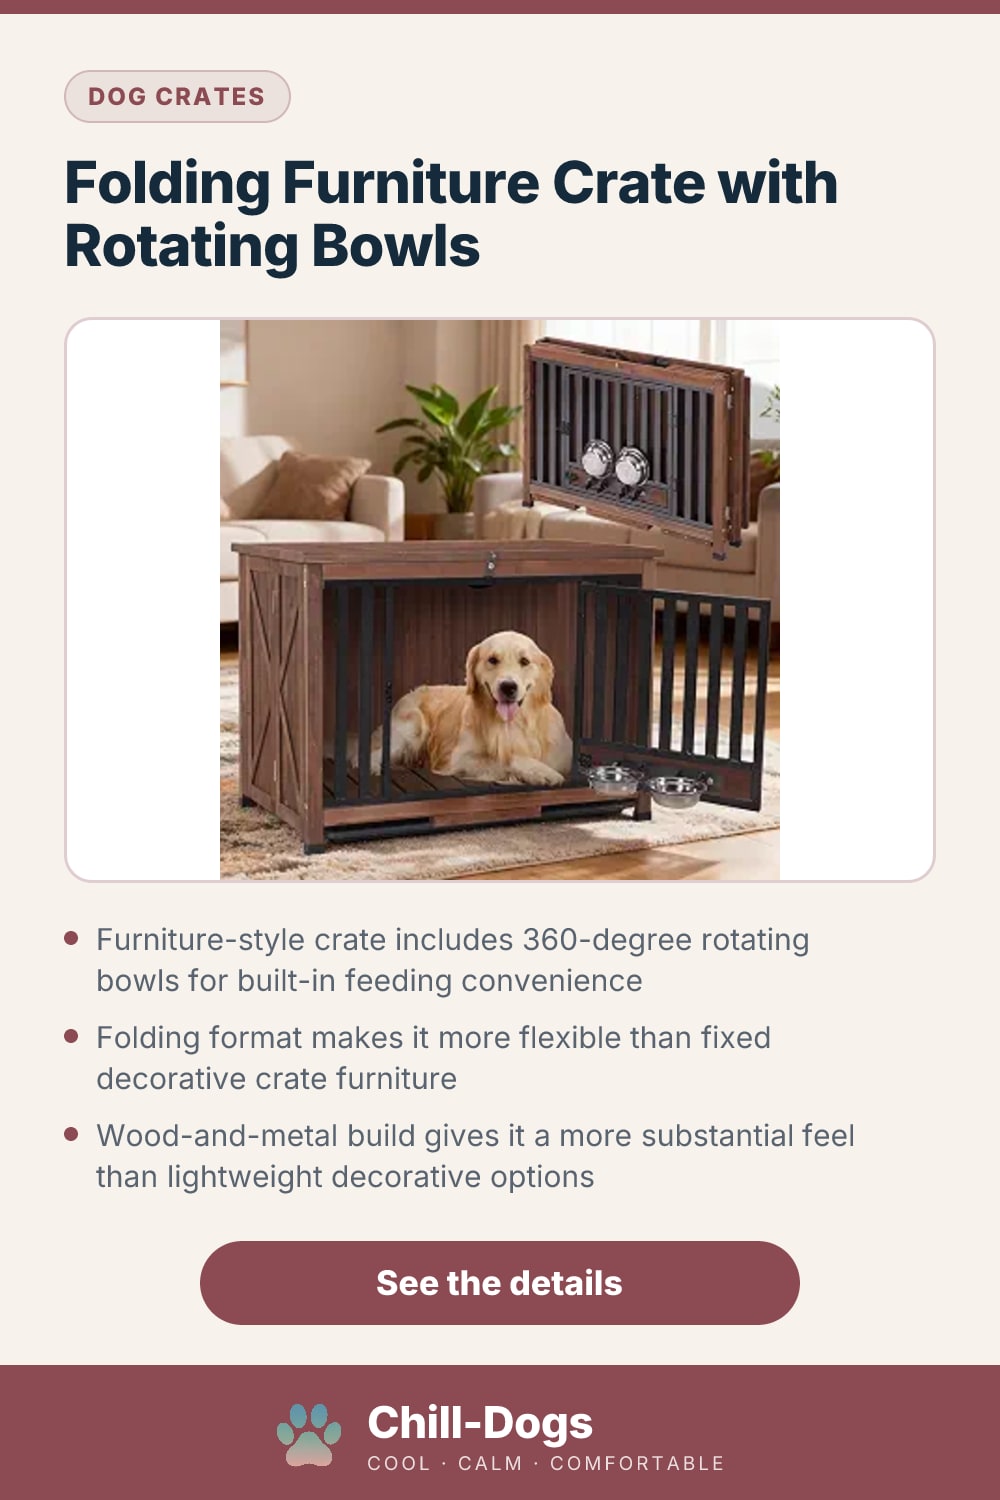 DOG CRATES
Folding Furniture Crate with
Rotating Bowls
Furniture-style crate includes 360-degree rotating
bowls for built-in feeding convenience
Folding format makes it more flexible than fixed
decorative crate furniture
Wood-and-metal build gives it a more substantial feel
than lightweight decorative options
See the details
Chill-Dogs
COOL · CALM · COMFORTABLE